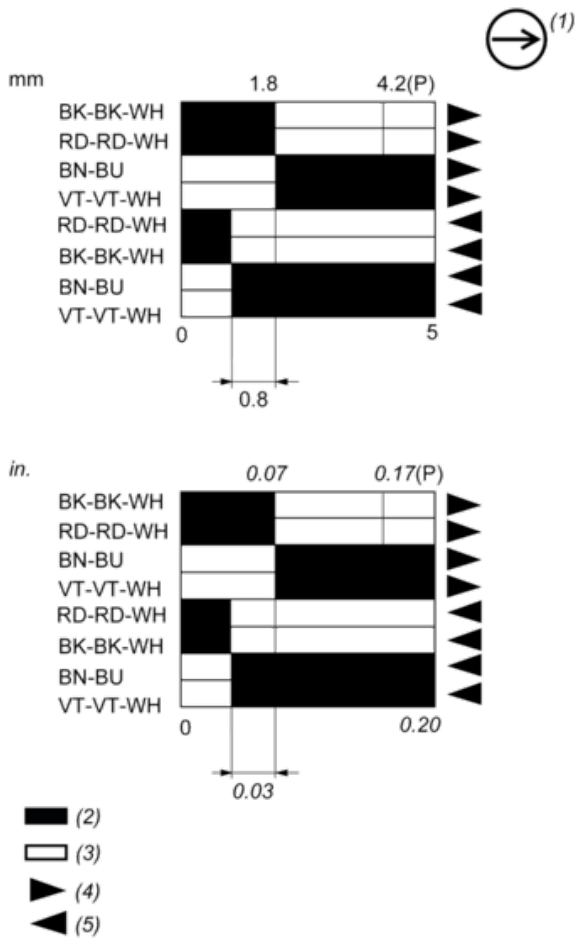 (1)
mm
1.8 4.2(P)
BK-BK-WH
RD-RD-WH
BN-BU
VT-VT-WH
RD-RD-WH
BK-BK-WH
BN-BU
VT-VT-WH
0 5
0.8
in.
0.07 0.17(P)
BK-BK-WH
RD-RD-WH
BN-BU
VT-VT-WH
RD-RD-WH
BK-BK-WH
BN-BU
VT-VT-WH
0 0.20
0.03
(2)
(3)
(4)
(5)